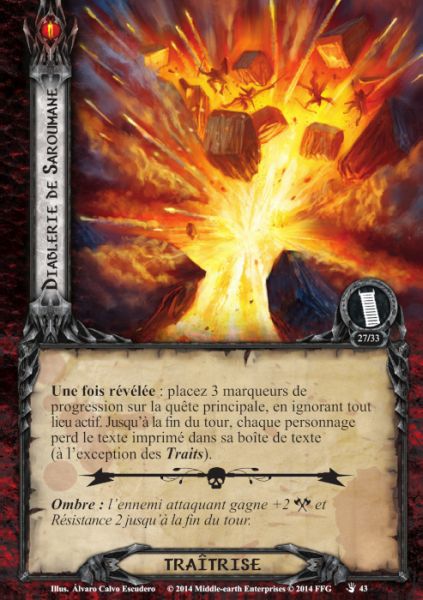 DIABLERIE DE SAROUMANE
27/33
Une fois révélée : placez 3 marqueurs de
progression sur la quête principale, en ignorant tout
lieu actif. Jusqu'à la fin du tour, chaque personnage
perd le texte imprimé dans sa boîte de texte
(à l'exception des Traits).
Ombre : l'ennemi attaquant gagne +2 et
Résistance 2 jusqu'à la fin du tour.
TRAÎTRISE
Illus. Álvaro Calvo Escudero © 2014 Middle-earth Enterprises © 2014 FFG 43